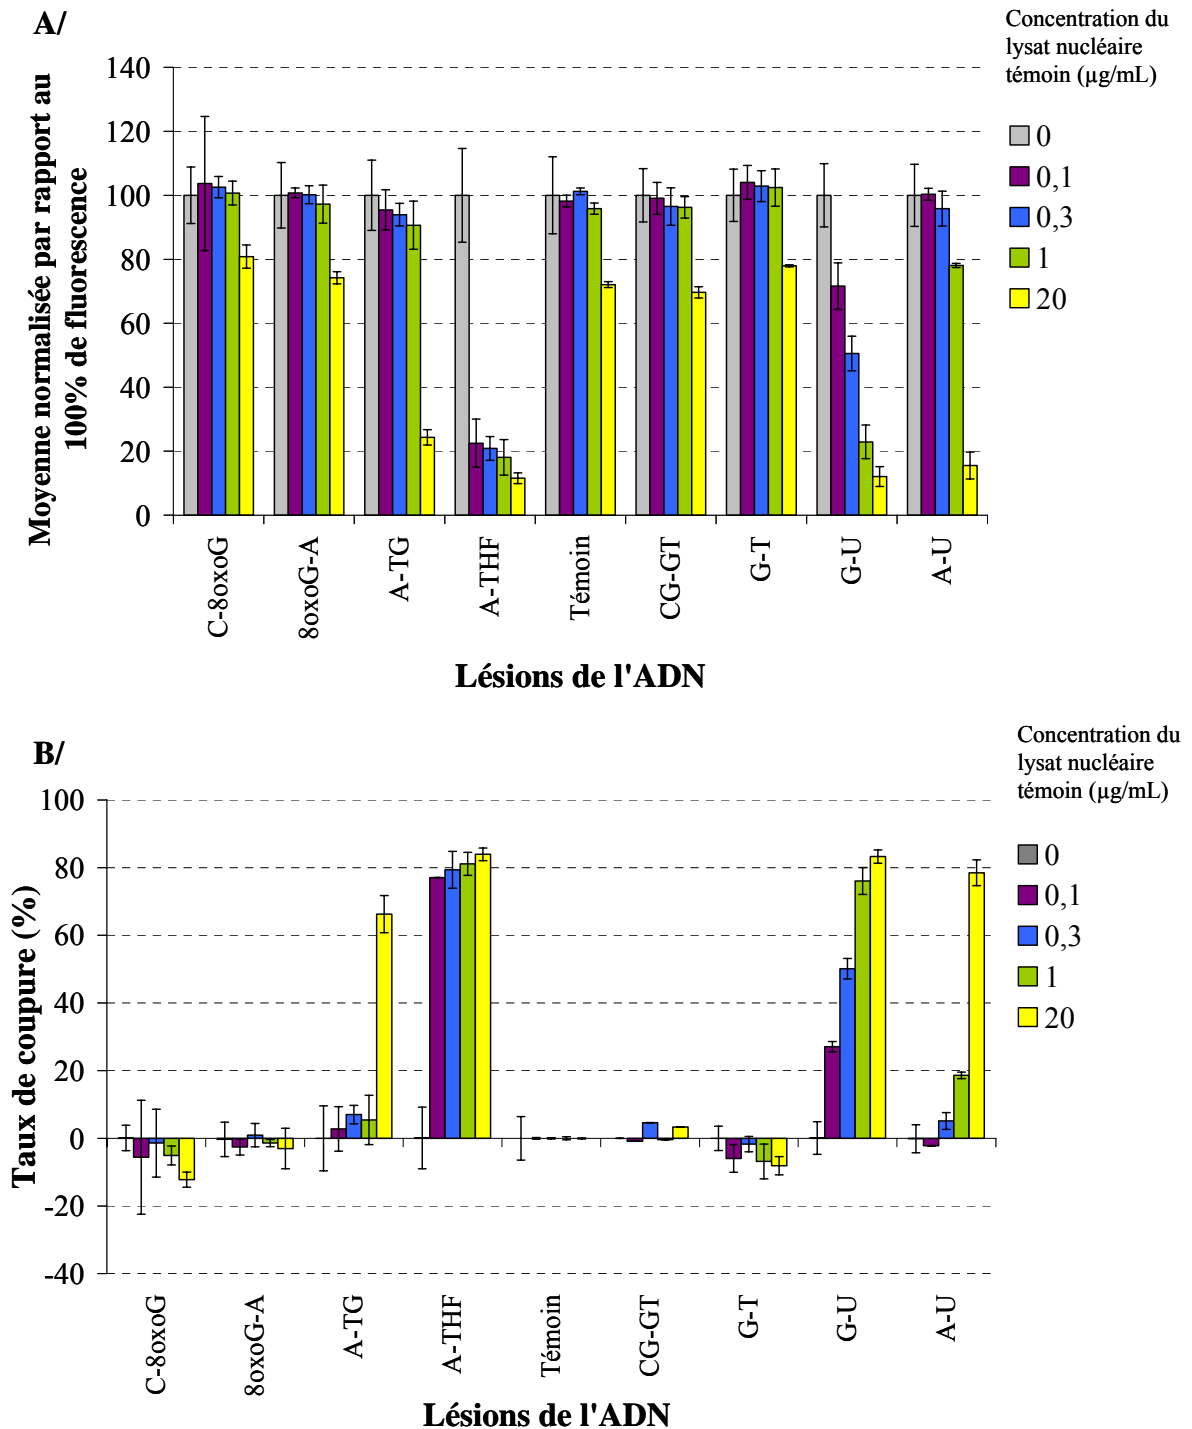 A/
Concentration du
lysat nucléaire
témoin (µg/mL)
0
0,1
0,3
1
20
Moyenne normalisée par rapport au
100% de fluorescence
140
120
100
80
60
40
20
0
C-8oxoG
8oxoG-A
A-TG
A-THF
Témoin
CG-GT
G-T
G-U
A-U
Lésions de l'ADN
B/
Concentration du
lysat nucléaire
témoin (µg/mL)
0
0,1
0,3
1
20
Taux de coupure (%)
100
80
60
40
20
0
-20
-40
C-8oxoG
8oxoG-A
A-TG
A-THF
Témoin
CG-GT
G-T
G-U
A-U
Lésions de l'ADN